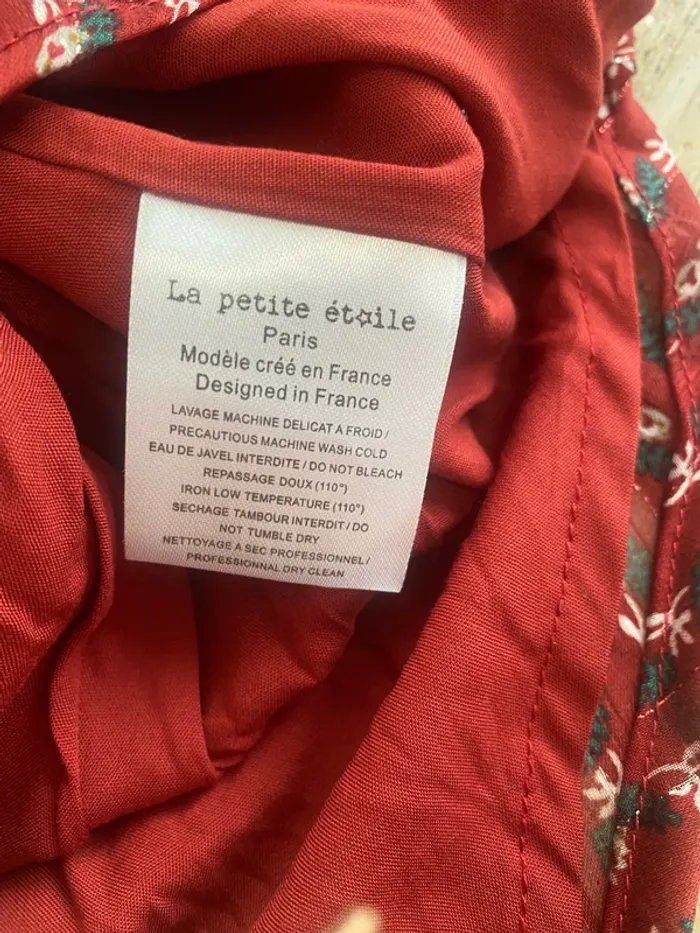 La petite étoile
Paris
Modèle créé en France
Designed in France
LAVAGE MACHINE DELICAT A FROID /
PRECAUTIOUS MACHINE WASH COLD
EAU DE JAVEL INTERDITE / DO NOT BLEACH
REPASSAGE DOUX (110°)
IRON LOW TEMPERATURE (110°)
SECHAGE TAMBOUR INTERDIT / DO
NOT TUMBLE DRY
NETTOYAGE A SEC PROFESSIONNEL /
PROFESSIONNAL DRY CLEAN